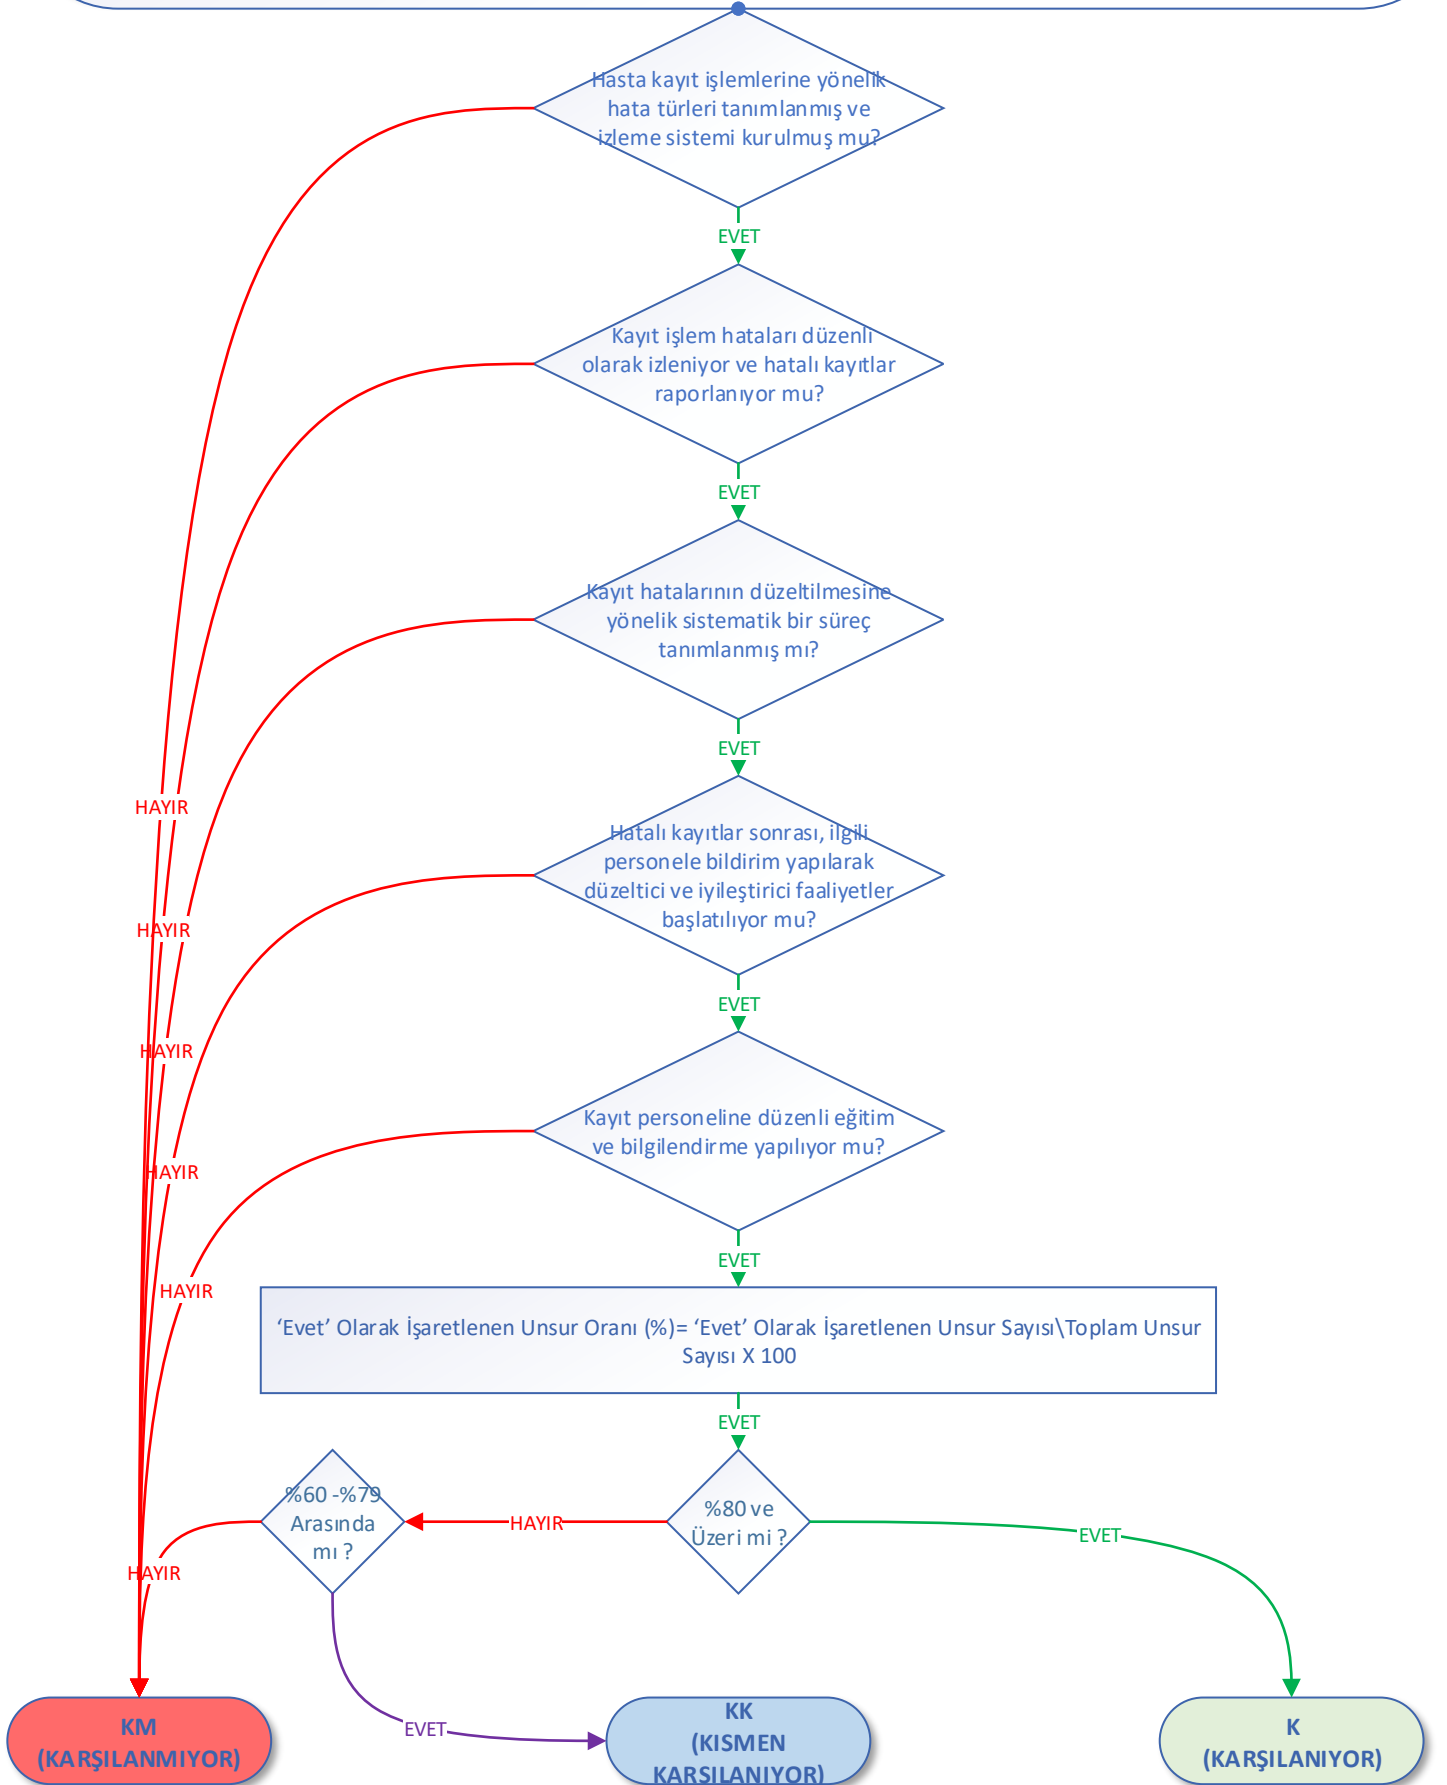 Hasta kayıt işlemlerine yönelik
hata türleri tanımlanmış ve
izleme sistemi kurulmuş mu?
EVET
Kayıt işlem hataları düzenli
olarak izleniyor ve hatalı kayıtlar
raporlanıyor mu?
EVET
Kayıt hatalarının düzeltilmesine
yönelik sistematik bir süreç
tanımlanmış mı?
EVET
HAYIR
Hatalı kayıtlar sonrası, ilgili
personele bildirim yapılarak
düzeltici ve iyileştirici faaliyetler
başlatılıyor mu?
HAYIR
EVET
HAYIR
Kayıt personeline düzenli eğitim
ve bilgilendirme yapılıyor mu?
HAYIR
EVET
HAYIR
‘Evet’ Olarak İşaretlenen Unsur Oranı (%)= ‘Evet’ Olarak İşaretlenen Unsur Sayısı\Toplam Unsur
Sayısı X 100
EVET
%60 -%79
Arasında
mı ?
HAYIR
%80 ve
Üzeri mi ?
EVET
HAYIR
EVET
KM
(KARŞILANMIYOR)
KK
(KISMEN
KARŞILANIYOR)
K
(KARŞILANIYOR)